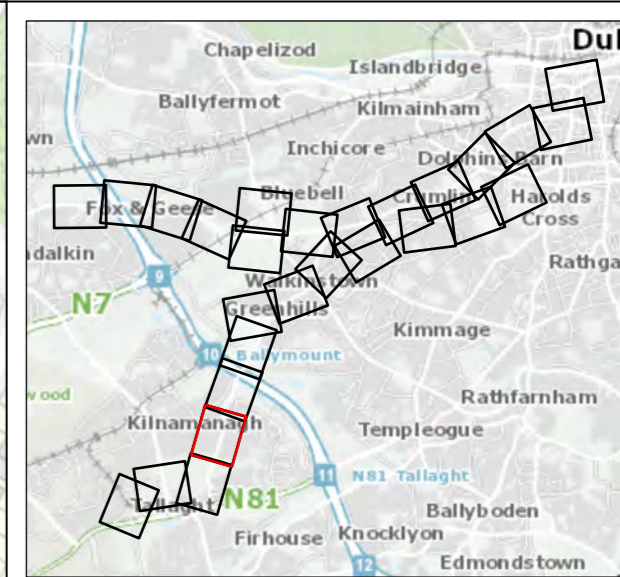 Dul
Chapelizod
Islandbridge
Ballyfermot
Kilmainham
wn
Inchicore
Dolphins Barn
Bluebell
Crumlin
Harolds
Cross
Fox & Geese
ndalkin
Walkinstown
Rathga
9
N7
Greenhills
Kimmage
10
Ballymount
wood
Rathfarnham
Kilnamanagh
Templeogue
11
N81 Tallaght
Tallaght
N81
Ballyboden
Firhouse
Knocklyon
12
Edmondstown